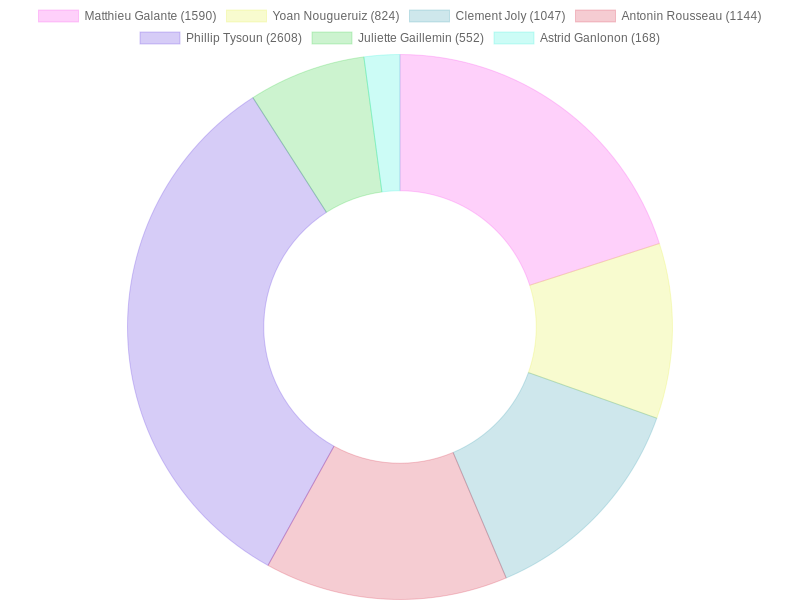 Matthieu Galante (1590) Yoan Nougueruiz (824) Clement Joly (1047) Antonin Rousseau (1144)
Phillip Tysoun (2608) Juliette Gaillemin (552) Astrid Ganlonon (168)